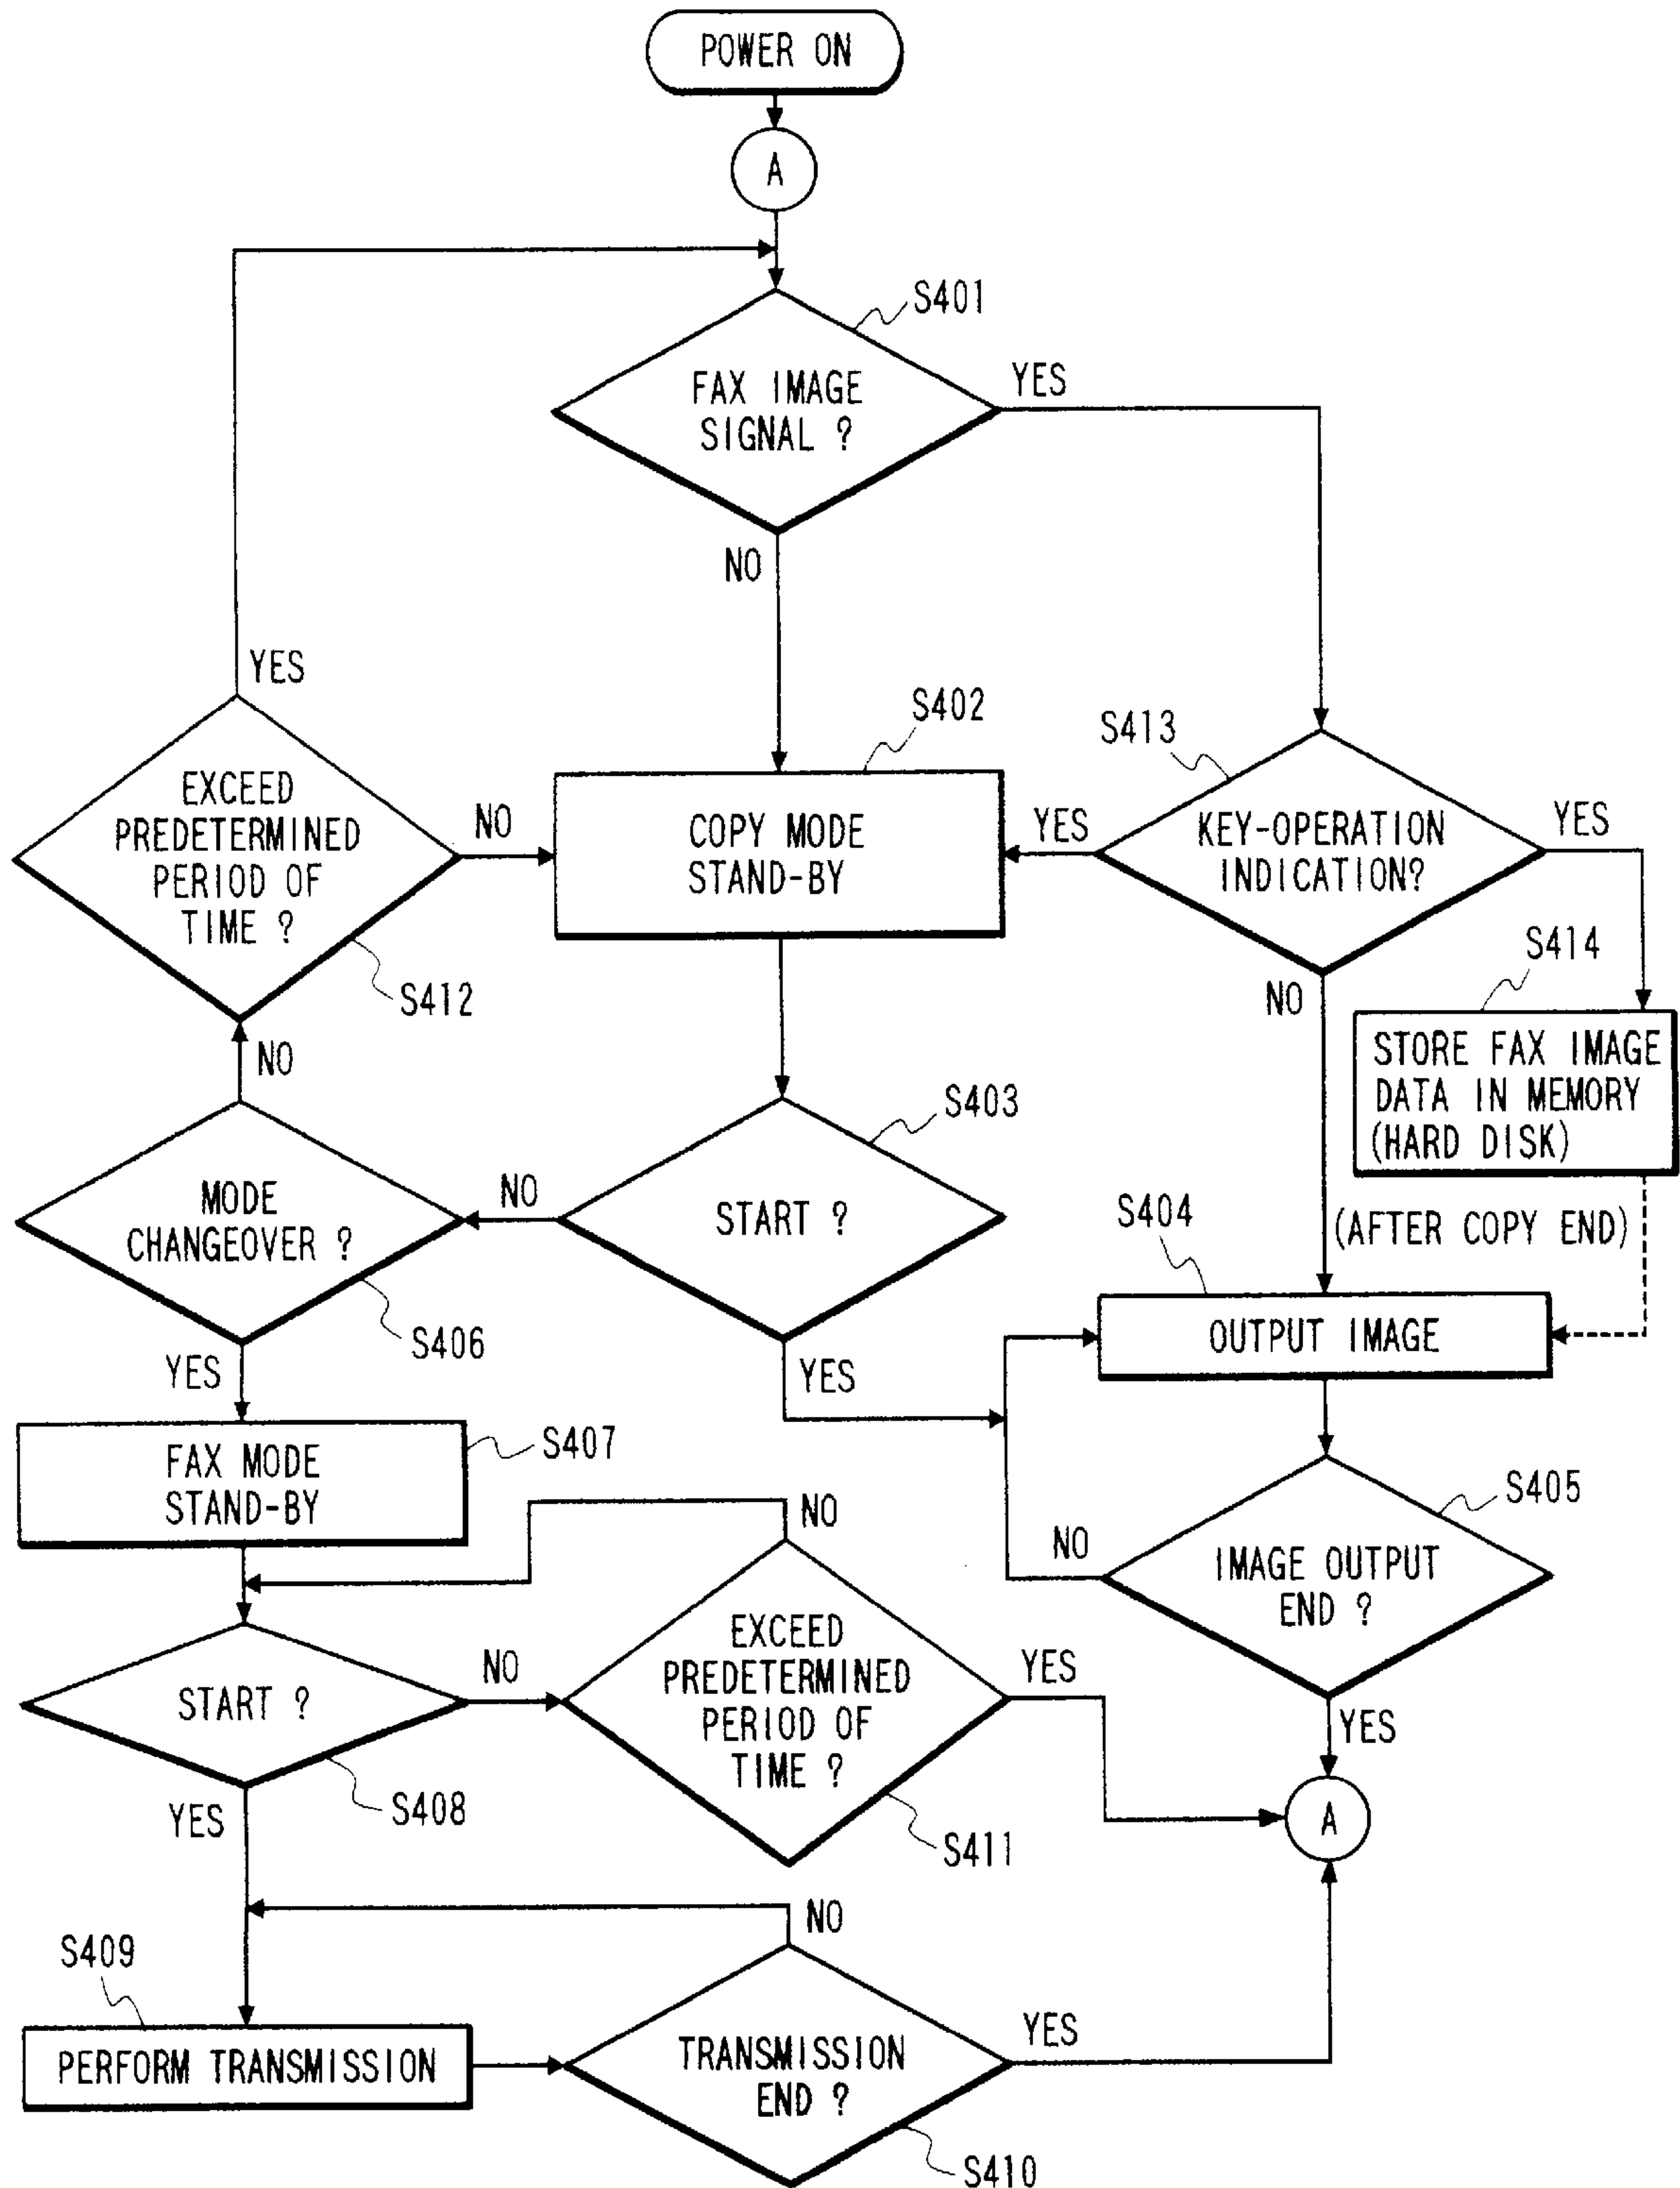 POWER ON
A
S401
FAX IMAGE
SIGNAL ?
YES
NO
YES
S402
S413
EXCEED
PREDETERMINED
PERIOD OF
TIME ?
NO
COPY MODE
STAND-BY
YES
KEY-OPERATION
INDICATION?
YES
S412
NO
S414
STORE FAX IMAGE
DATA IN MEMORY
(HARD DISK)
NO
S403
MODE
CHANGEOVER ?
NO
START ?
S404
(AFTER COPY END)
S406
YES
YES
OUTPUT IMAGE
FAX MODE
STAND-BY
S407
NO
S405
NO
IMAGE OUTPUT
END ?
START ?
NO
EXCEED
PREDETERMINED
PERIOD OF
TIME ?
YES
YES
S408
YES
S411
A
NO
S409
PERFORM TRANSMISSION
TRANSMISSION
END ?
YES
S410